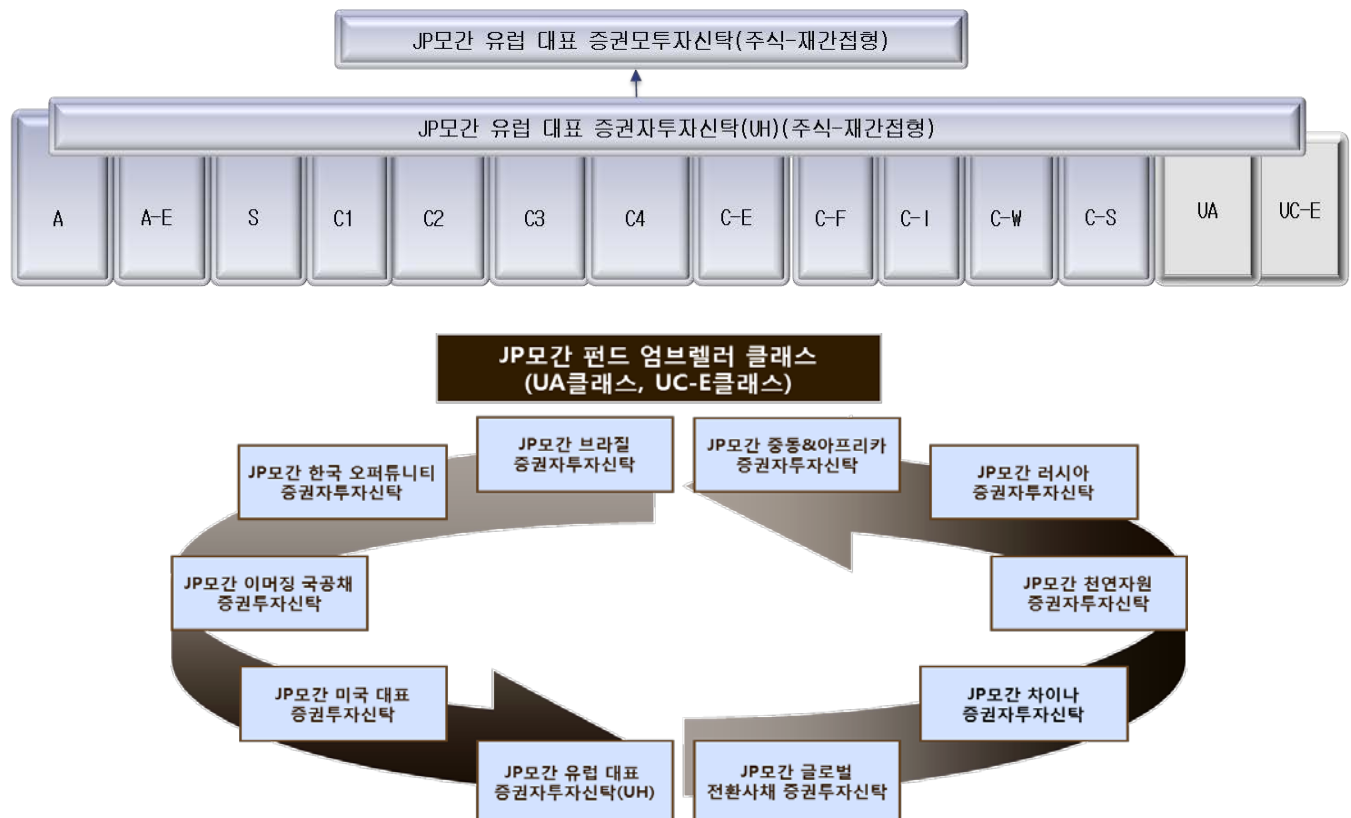 JP모간 유럽 대표 증권모투자신탁(주식-재간접형)
JP모간 유럽 대표 증권자투자신탁(UH)(주식-재간접형)
A
A-E
S
C1
C2
C3
C4
C-E
C-F
C-I
C-W
C-S
UA
UC-E
JP모간 펀드 엄브렐러 클래스
(UA클래스, UC-E클래스)
JP모간 브라질
증권자투자신탁
JP모간 중동&아프리카
증권자투자신탁
JP모간 한국 오퍼튜니티
증권자투자신탁
JP모간 러시아
증권자투자신탁
JP모간 이머징 국공채
증권투자신탁
JP모간 천연자원
증권자투자신탁
JP모간 미국 대표
증권투자신탁
JP모간 차이나
증권자투자신탁
JP모간 유럽 대표
증권자투자신탁(UH)
JP모간 글로벌
전환사채 증권투자신탁